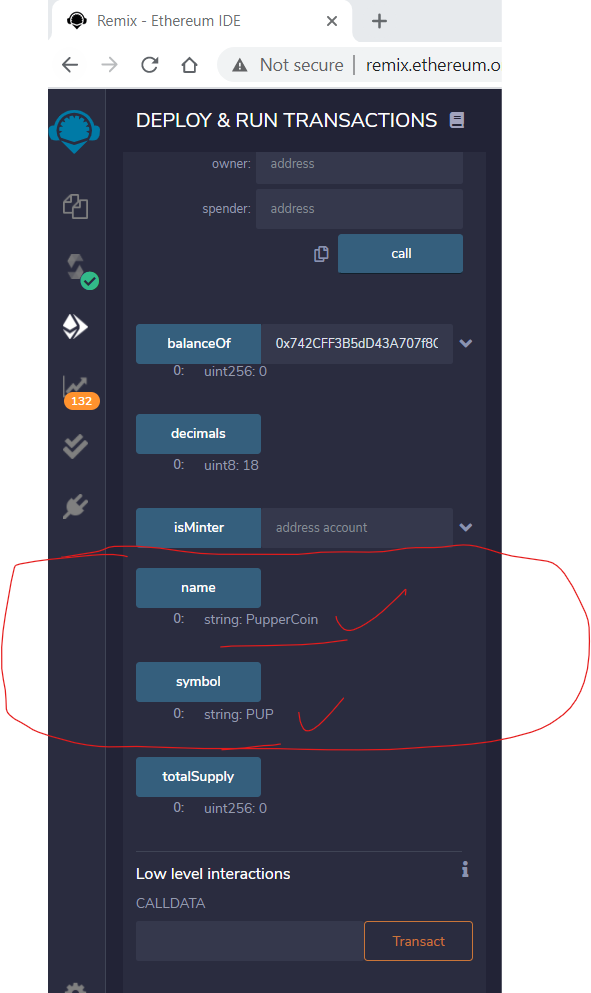 Remix - Ethereum IDE
Not secure | remix.ethereum.o
DEPLOY & RUN TRANSACTIONS
owner: address
spender: address
call
balanceOf 0x742CFF3B5dD43A707f8C
0: uint256: 0
decimals
0: uint8: 18
132
isMinter address account
name
0: string: PupperCoin
symbol
0: string: PUP
totalSupply
0: uint256: 0
Low level interactions
CALLDATA
Transact